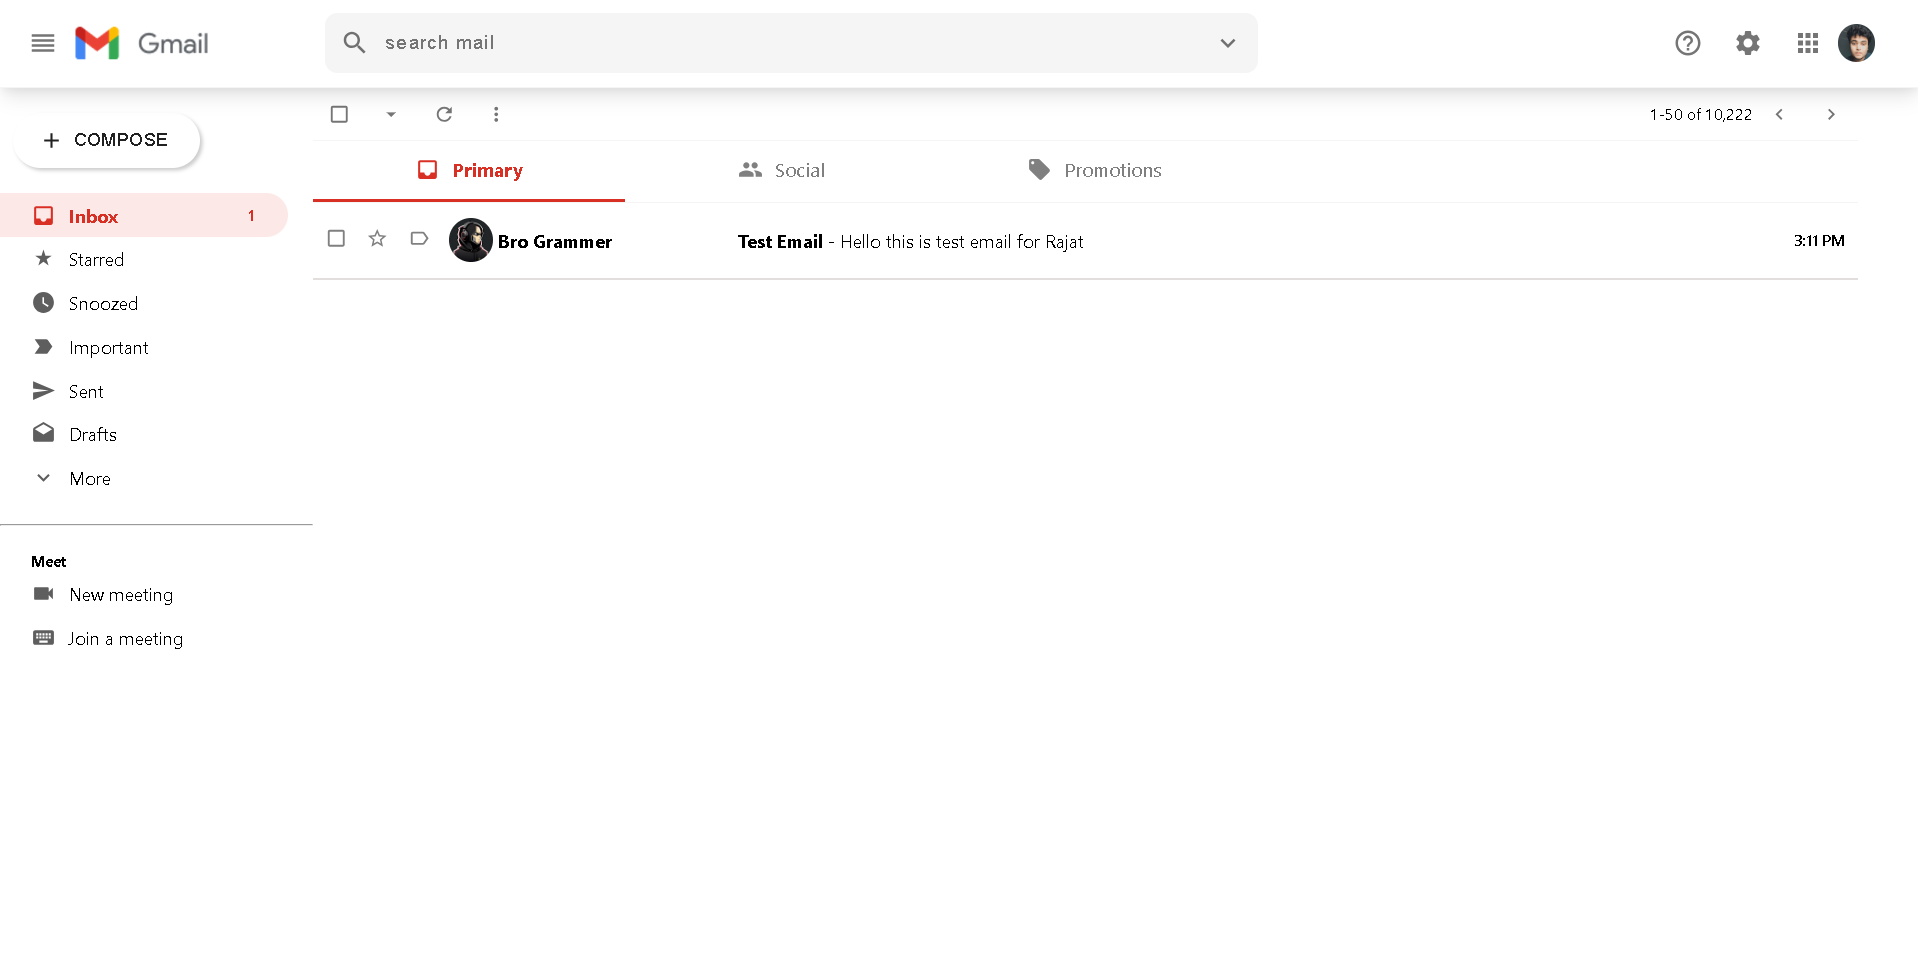 Gmail
search mail
COMPOSE
1-50 of 10,222
Primary
Social
Promotions
Inbox 1
Bro Grammer Test Email - Hello this is test email for Rajat 3:11 PM
Starred
Snoozed
Important
Sent
Drafts
More
Meet
New meeting
Join a meeting